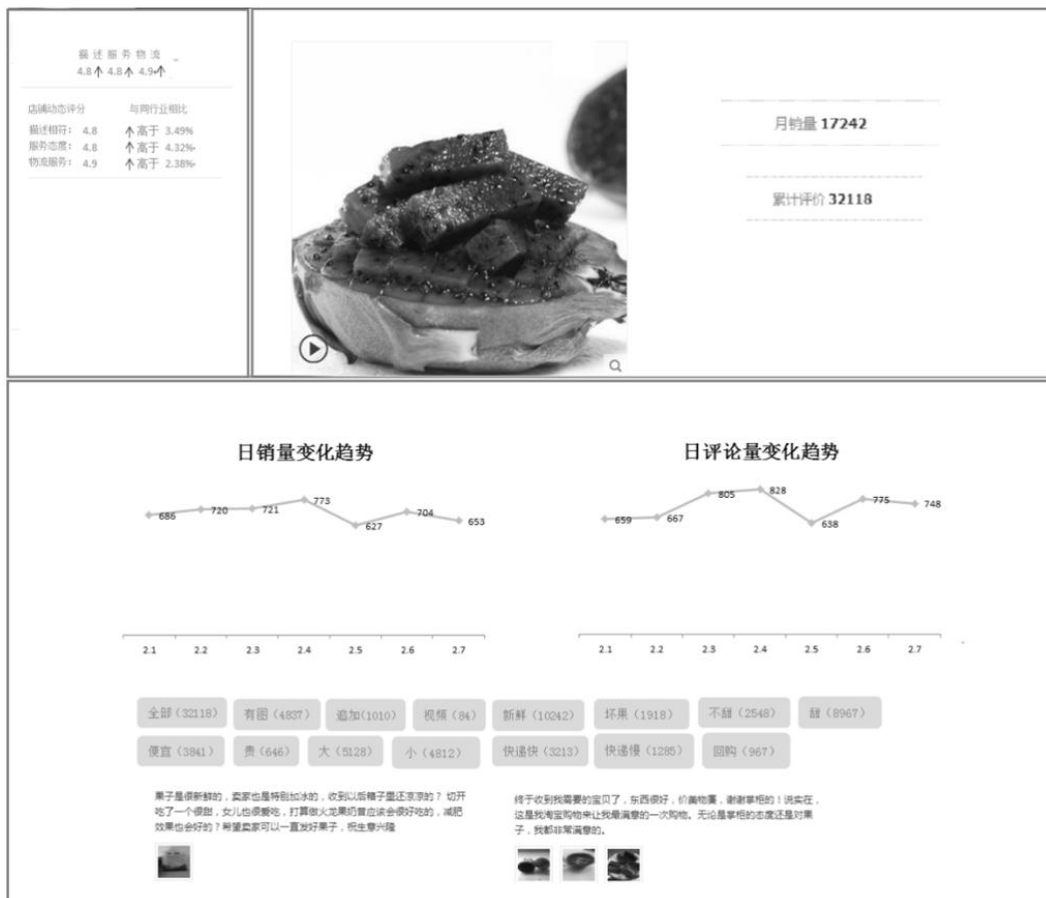 描述服务物流
4.8↑ 4.8↑ 4.9↑
店铺动态评分 与同行业相比
描述相符： 4.8 ↑高于 3.49%
服务态度： 4.8 ↑高于 4.32%
物流服务： 4.9 ↑高于 2.38%
月销量 17242
累计评价 32118
日销量变化趋势
686 720 721 773 627 704 653
2.1 2.2 2.3 2.4 2.5 2.6 2.7
日评论量变化趋势
659 667 805 828 638 775 748
2.1 2.2 2.3 2.4 2.5 2.6 2.7
全部（32118） 有图（4837） 追加(1010) 视频（84） 新鲜（10242） 坏果（1918） 不甜（2548） 甜（8967）
便宜（3841） 贵（646） 大（5128） 小（4812） 快递快（3213） 快递慢（1285） 回购（967）
果子是很新鲜的，卖家也是特别加冰的，收到以后箱子里还凉凉的？ 切开
吃了一个很甜，女儿也很爱吃，打算做火龙果奶昔应该会很好吃的，减肥
效果也会好的？希望卖家可以一直发好果子，祝生意兴隆
终于收到我需要的宝贝了，东西很好，价美物廉，谢谢掌柜的！说实在，
这是我淘宝购物来让我最满意的一次购物。无论是掌柜的态度还是对果
子，我都非常满意的。